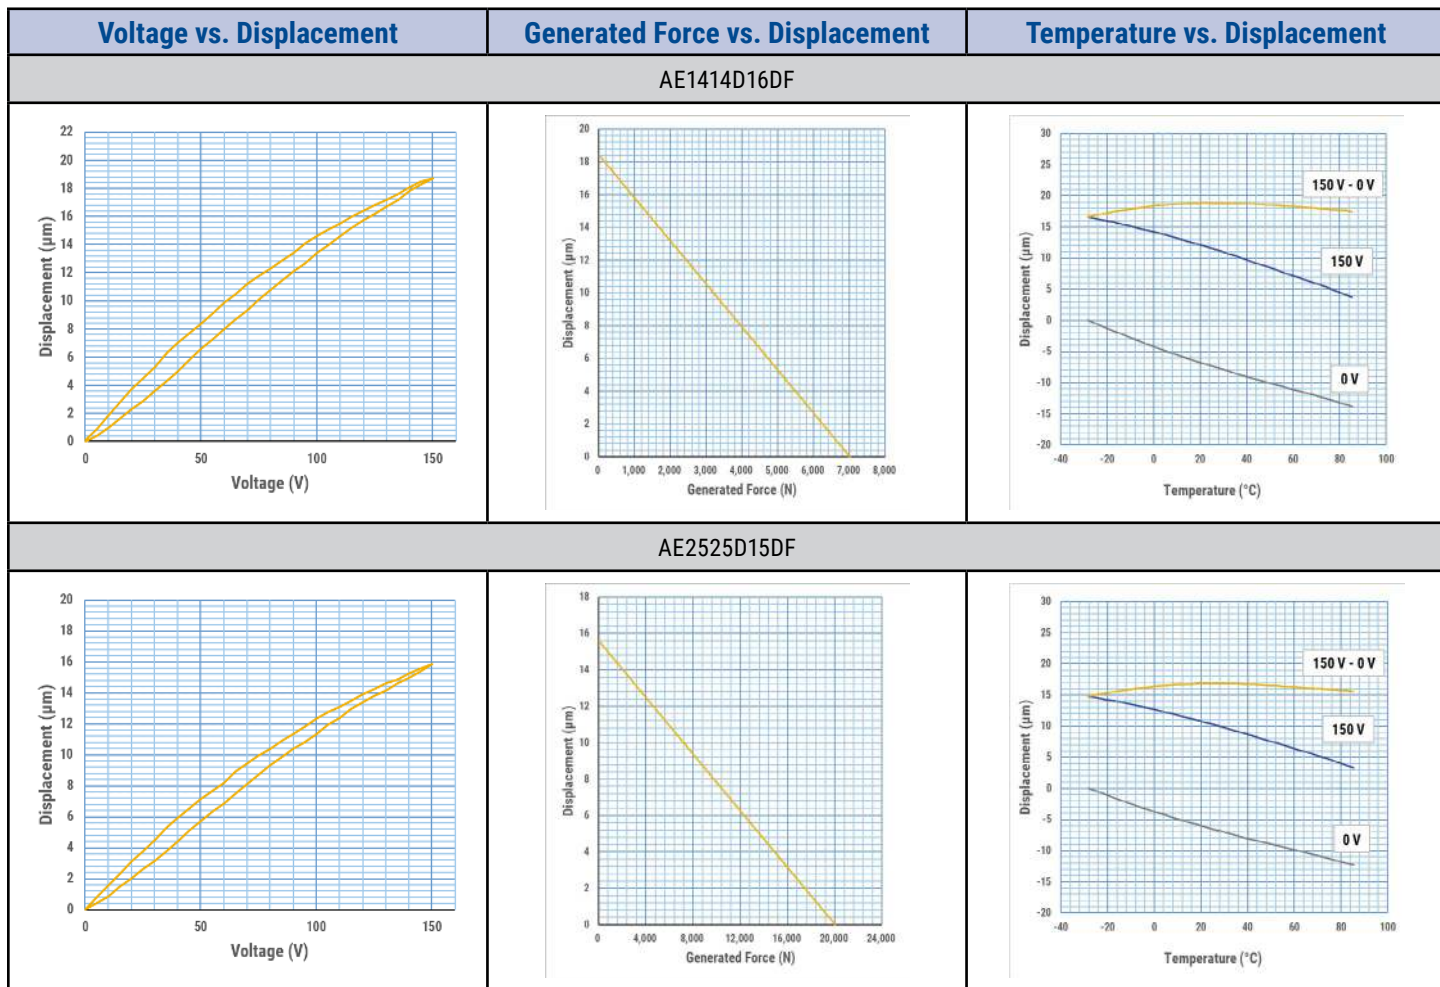 Voltage vs. Displacement
Generated Force vs. Displacement
Temperature vs. Displacement
AE1414D16DF
22
20
18
16
14
12
10
8
6
4
2
0
Displacement (µm)
0 50 100 150
Voltage (V)
20
18
16
14
12
10
8
6
4
2
0
Displacement (µm)
0 1,000 2,000 3,000 4,000 5,000 6,000 7,000 8,000
Generated Force (N)
30
25
20
15
10
5
0
-5
-10
-15
-20
Displacement (µm)
150 V - 0 V
150 V
0 V
-40 -20 0 20 40 60 80 100
Temperature (°C)
AE2525D15DF
20
18
16
14
12
10
8
6
4
2
0
Displacement (µm)
0 50 100 150
Voltage (V)
18
16
14
12
10
8
6
4
2
0
Displacement (µm)
0 4,000 8,000 12,000 16,000 20,000 24,000
Generated Force (N)
30
25
20
15
10
5
0
-5
-10
-15
-20
Displacement (µm)
150 V - 0 V
150 V
0 V
-40 -20 0 20 40 60 80 100
Temperature (°C)